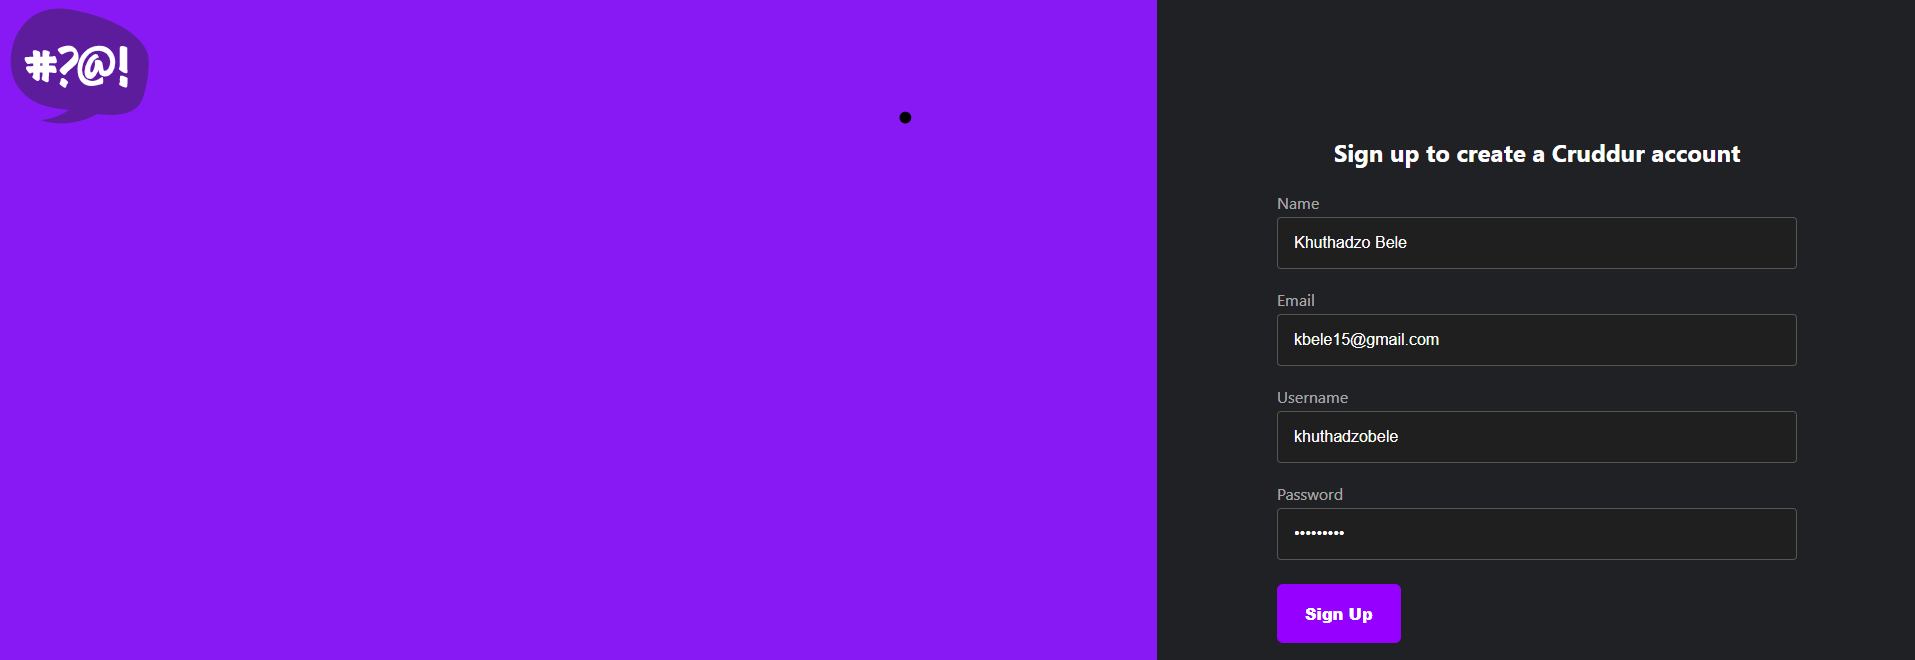 #?@!
Sign up to create a Cruddur account
Name
Khuthadzo Bele
Email
kbele15@gmail.com
Username
khuthadzobele
Password
•••••••••
Sign Up